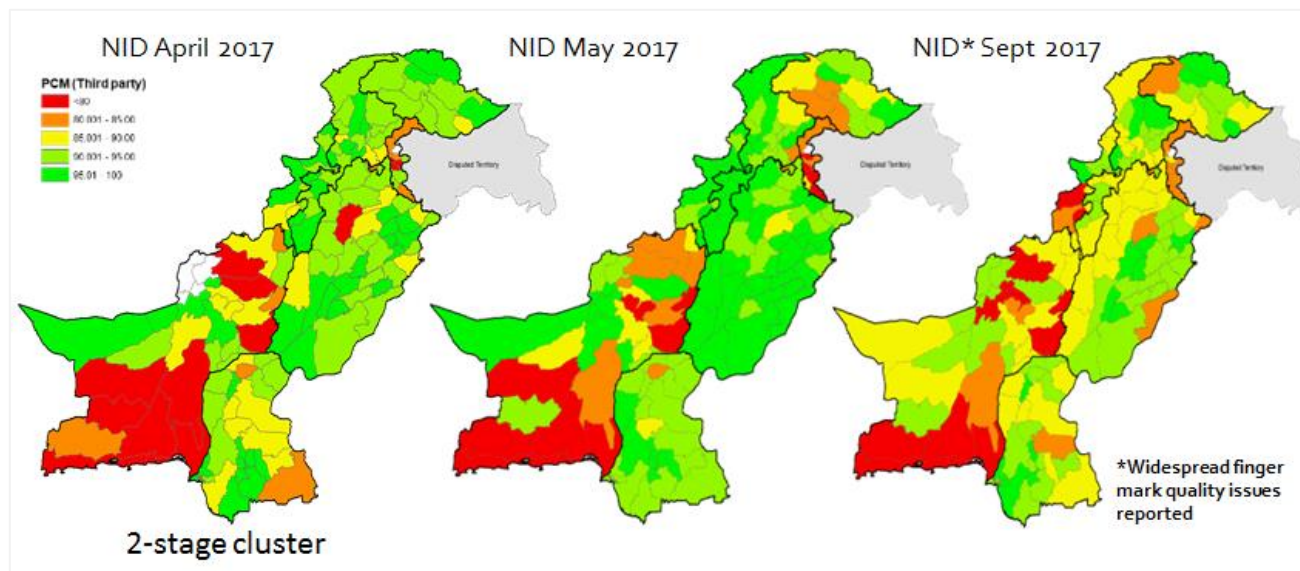 NID April 2017
NID May 2017
NID* Sept 2017
PCM (Third party)
<80
80.001 - 85.00
85.001 - 90.00
90.001 - 95.00
95.01 - 100
Disputed Territory
Disputed Territory
Disputed Territory
*Widespread finger
mark quality issues
reported
2-stage cluster